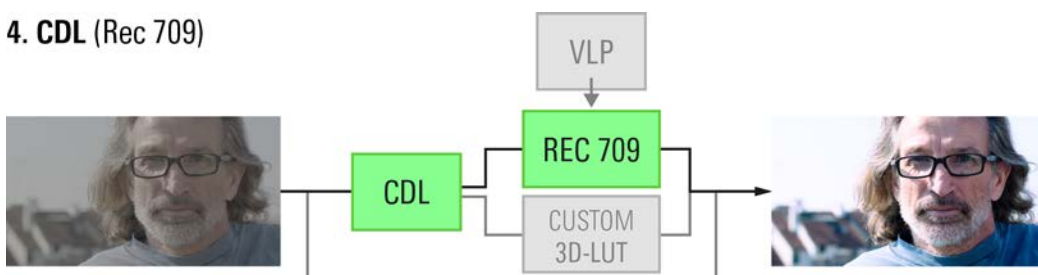 4. CDL (Rec 709)
VLP
REC 709
CDL
CUSTOM
3D-LUT